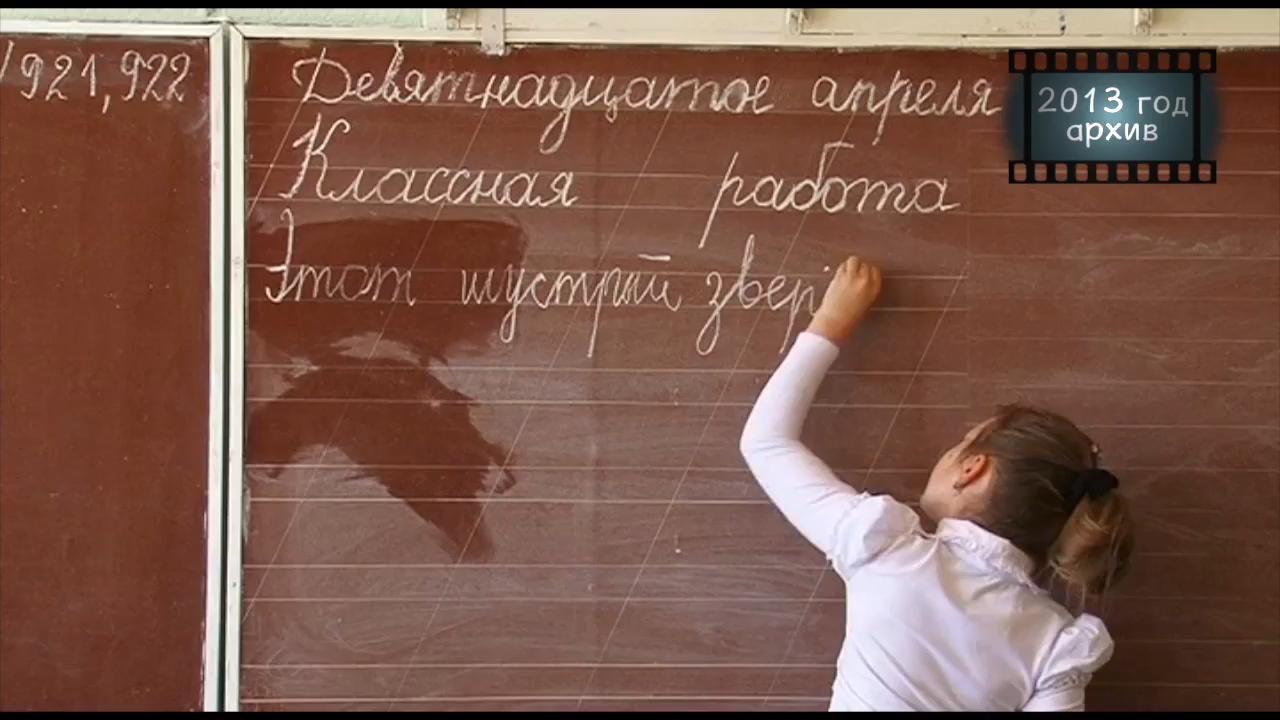 921, 922
Девятнадцатое апреля
Классная работа
Этот шустрый звер
2013 год
архив